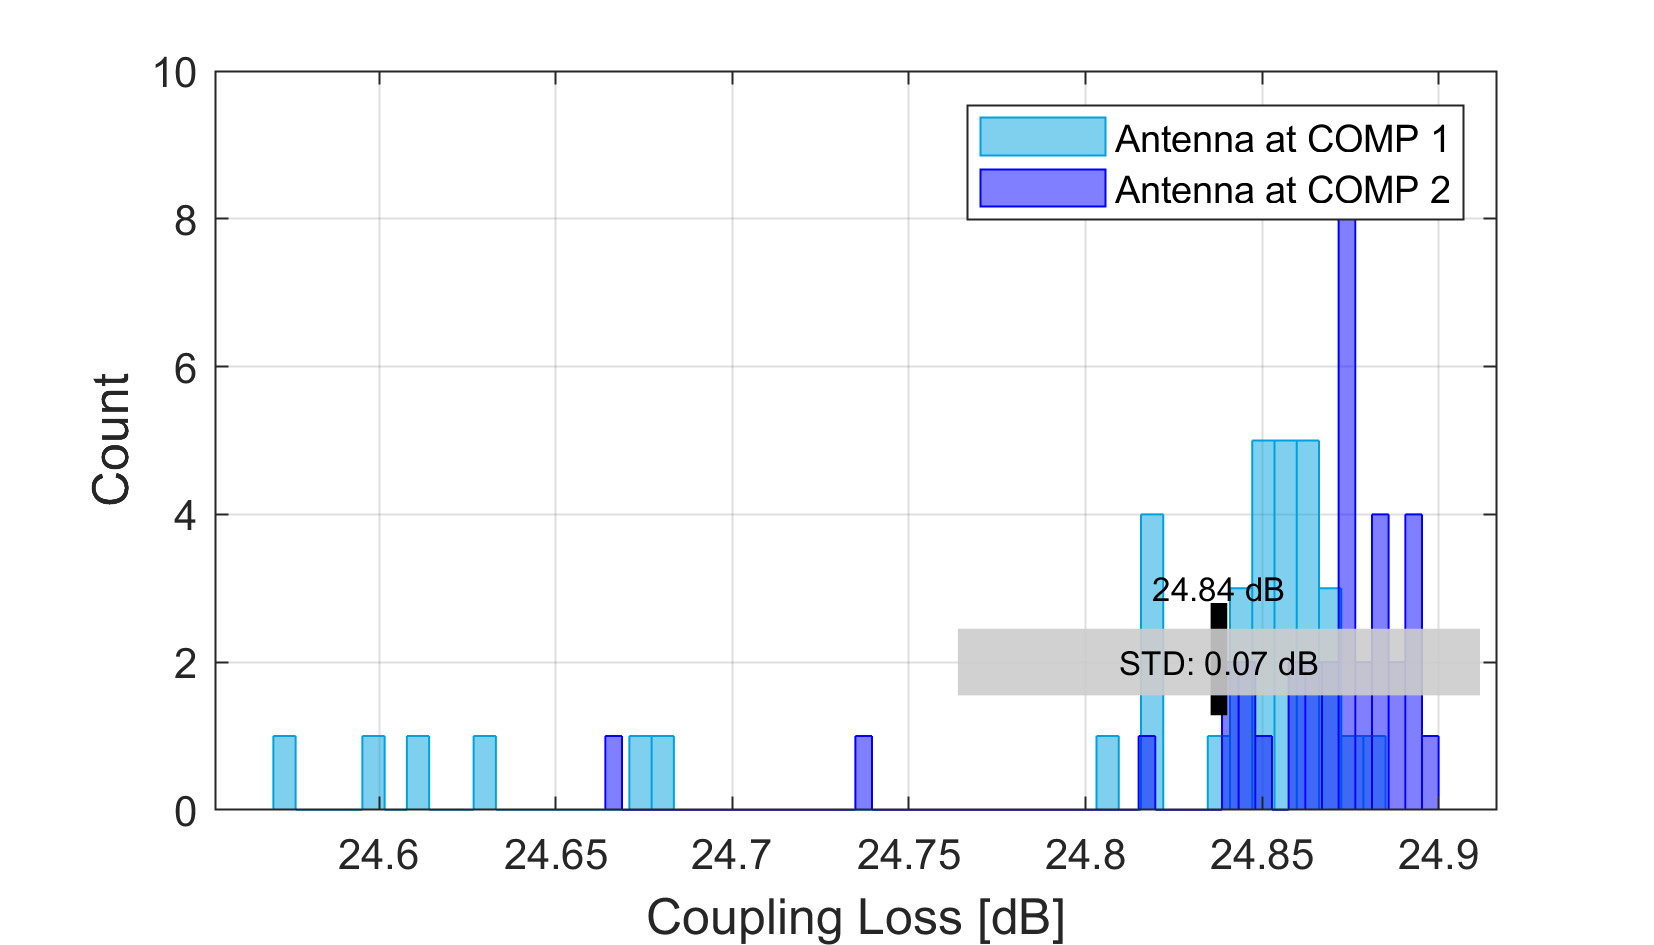 10
8
6
4
2
0
Count
Antenna at COMP 1
Antenna at COMP 2
24.84 dB
STD: 0.07 dB
24.6 24.65 24.7 24.75 24.8 24.85 24.9
Coupling Loss [dB]